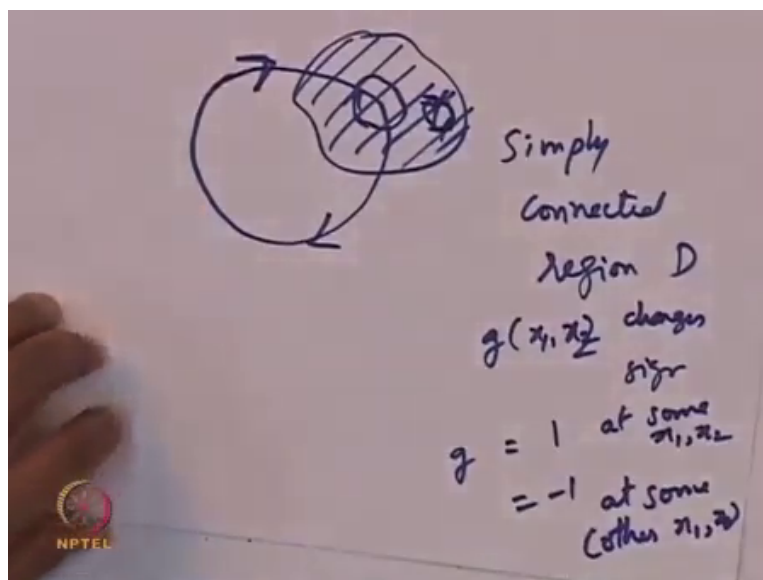 Simply
Connected
region D
g(x₁, x₂) changes
sign
g = 1 at some
x₁, x₂
= -1 at some
(other x₁, x₂)
NPTEL